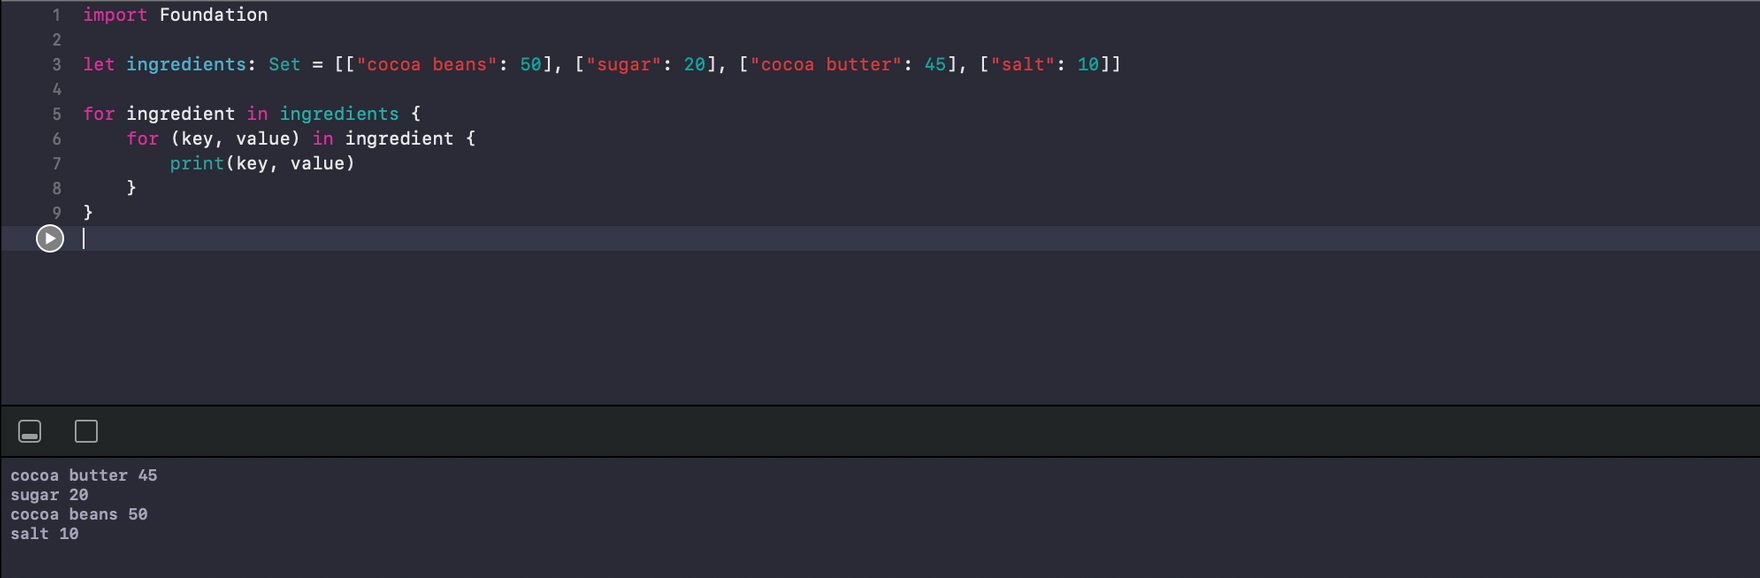 1 import Foundation
2
3 let ingredients: Set = [["cocoa beans": 50], ["sugar": 20], ["cocoa butter": 45], ["salt": 10]]
4
5 for ingredient in ingredients {
6     for (key, value) in ingredient {
7         print(key, value)
8     }
9 }
cocoa butter 45
sugar 20
cocoa beans 50
salt 10